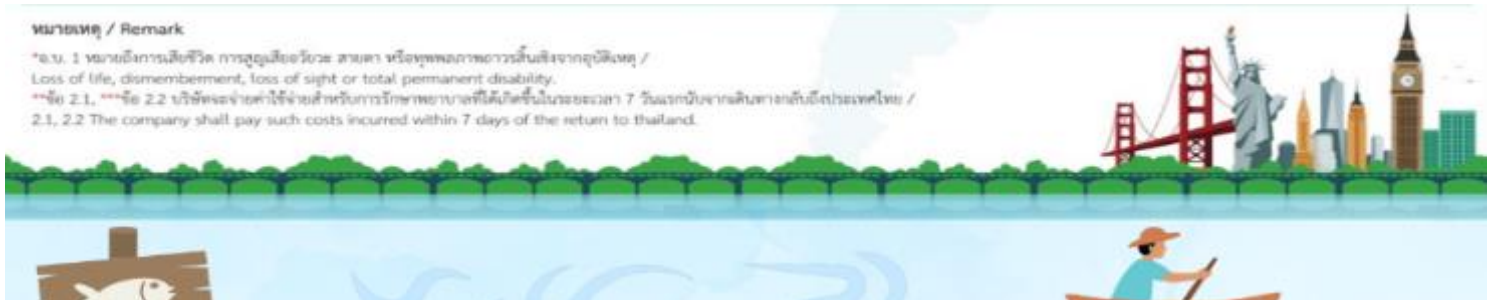 หมายเหตุ / Remark
*อ.บ. 1 หมายถึงการเสียชีวิต การสูญเสียอวัยวะ สายตา หรือทุพพลภาพถาวรสิ้นเชิงจากอุบัติเหตุ /
Loss of life, dismemberment, loss of sight or total permanent disability.
**ข้อ 2.1, ***ข้อ 2.2 บริษัทจะจ่ายค่าใช้จ่ายสำหรับการรักษาพยาบาลที่ได้เกิดขึ้นในระยะเวลา 7 วันแรกนับจากเดินทางกลับถึงประเทศไทย /
2.1, 2.2 The company shall pay such costs incurred within 7 days of the return to thailand.